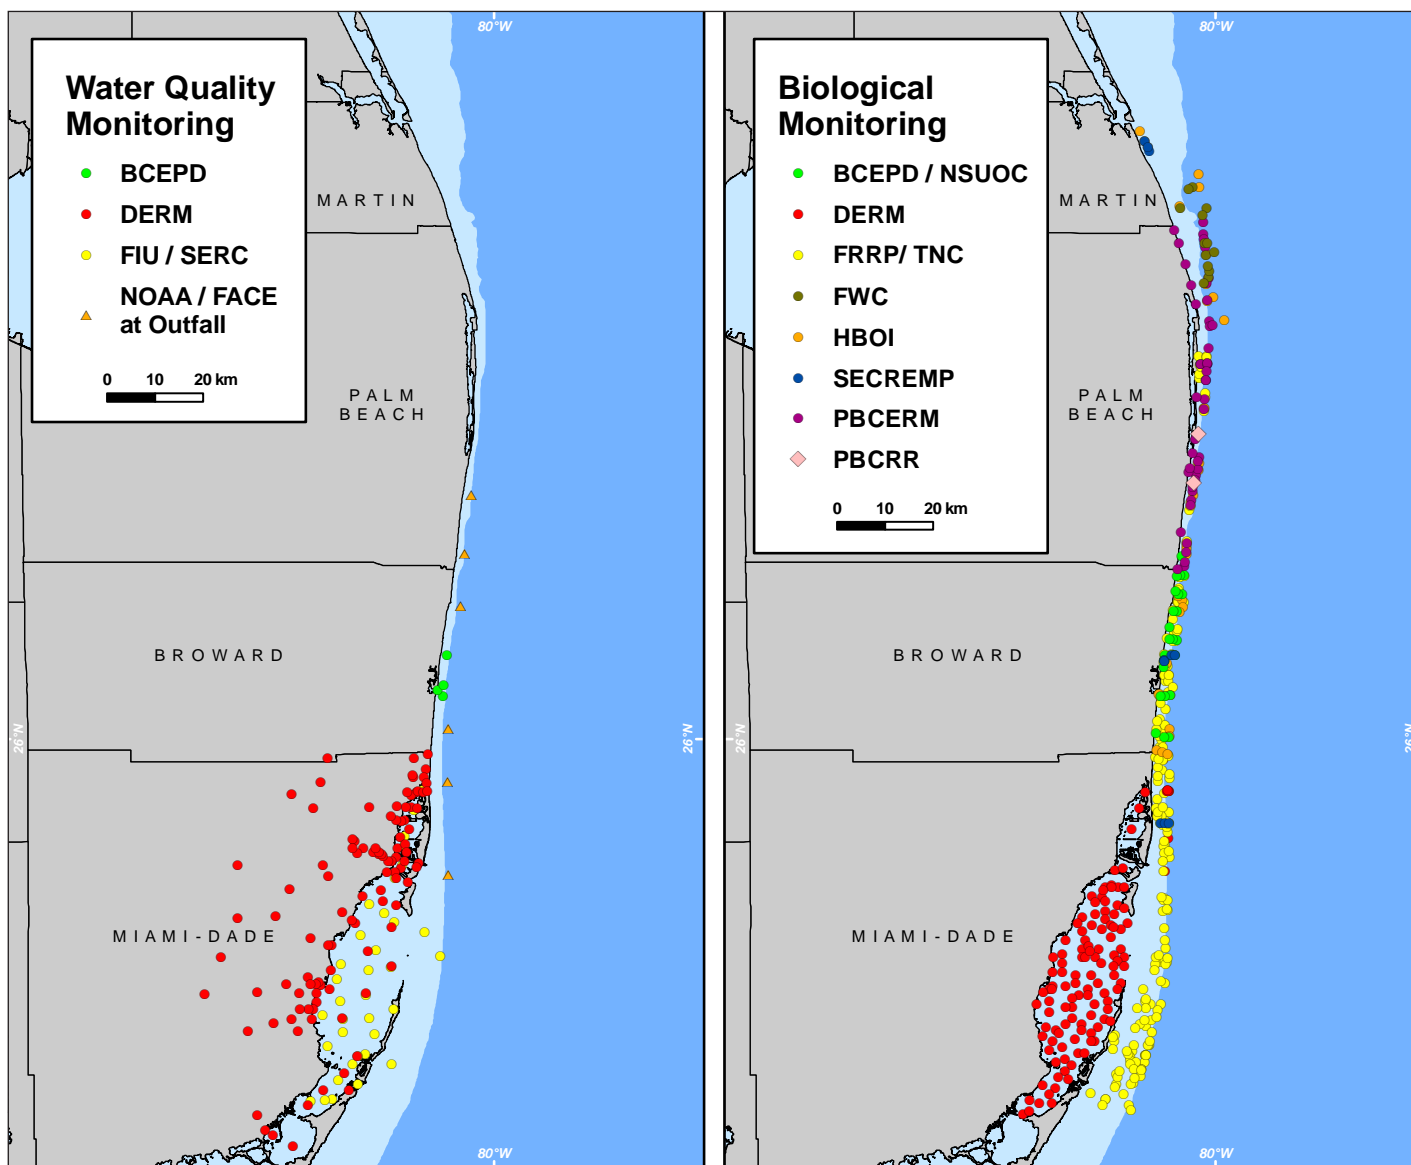 80°W
Water Quality
Monitoring
BCEPD
DERM
FIU / SERC
NOAA / FACE
at Outfall
0 10 20 km
MARTIN
PALM
BEACH
BROWARD
26°N
26°N
MIAMI-DADE
80°W
80°W
Biological
Monitoring
BCEPD / NSUOC
DERM
FRRP/ TNC
FWC
HBOI
SECREMP
PBCERM
PBCRR
0 10 20 km
MARTIN
PALM
BEACH
BROWARD
26°N
MIAMI-DADE
80°W